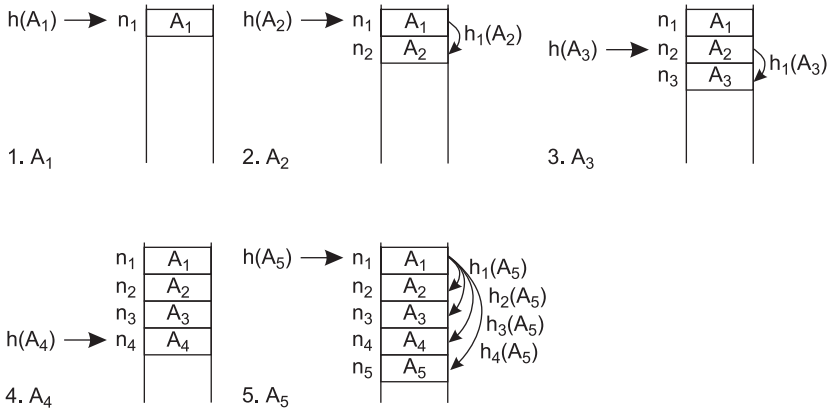 h(A₁) n₁ A₁
1. A₁
h(A₂) n₁ A₁
n₂ A₂ h₁(A₂)
2. A₂
n₁ A₁
h(A₃) n₂ A₂
n₃ A₃ h₁(A₃)
3. A₃
n₁ A₁
n₂ A₂
n₃ A₃
h(A₄) n₄ A₄
4. A₄
h(A₅) n₁ A₁
h₁(A₅)
n₂ A₂
h₂(A₅)
n₃ A₃
h₃(A₅)
n₄ A₄
h₄(A₅)
n₅ A₅
5. A₅